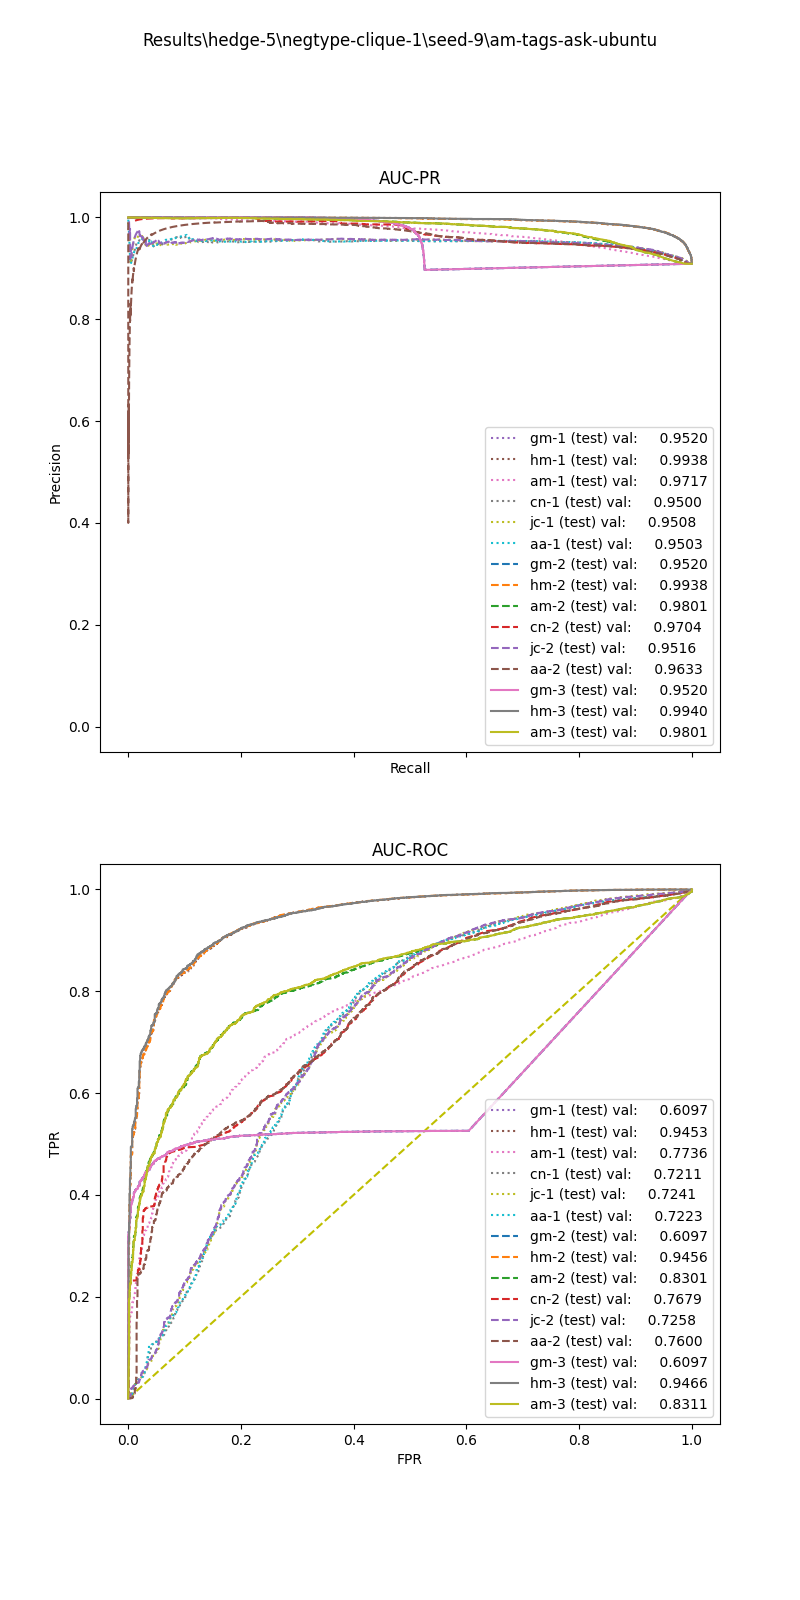 Results\hedge-5\negtype-clique-1\seed-9\am-tags-ask-ubuntu
AUC-PR
1.0
0.8
0.6
0.4
0.2
0.0
Precision
gm-1 (test) val: 0.9520
hm-1 (test) val: 0.9938
am-1 (test) val: 0.9717
cn-1 (test) val: 0.9500
jc-1 (test) val: 0.9508
aa-1 (test) val: 0.9503
gm-2 (test) val: 0.9520
hm-2 (test) val: 0.9938
am-2 (test) val: 0.9801
cn-2 (test) val: 0.9704
jc-2 (test) val: 0.9516
aa-2 (test) val: 0.9633
gm-3 (test) val: 0.9520
hm-3 (test) val: 0.9940
am-3 (test) val: 0.9801
Recall
AUC-ROC
1.0
0.8
0.6
0.4
0.2
0.0
TPR
gm-1 (test) val: 0.6097
hm-1 (test) val: 0.9453
am-1 (test) val: 0.7736
cn-1 (test) val: 0.7211
jc-1 (test) val: 0.7241
aa-1 (test) val: 0.7223
gm-2 (test) val: 0.6097
hm-2 (test) val: 0.9456
am-2 (test) val: 0.8301
cn-2 (test) val: 0.7679
jc-2 (test) val: 0.7258
aa-2 (test) val: 0.7600
gm-3 (test) val: 0.6097
hm-3 (test) val: 0.9466
am-3 (test) val: 0.8311
0.0 0.2 0.4 0.6 0.8 1.0
FPR